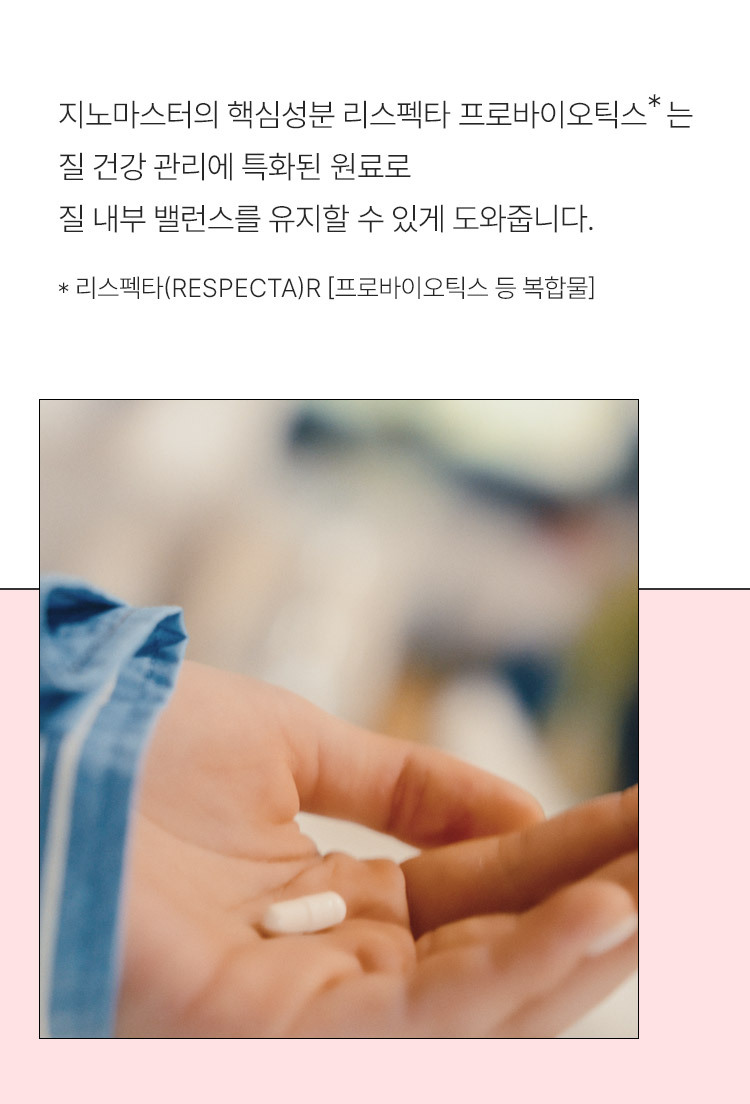 지노마스터의 핵심성분 리스펙타 프로바이오틱스*는
질 건강 관리에 특화된 원료로
질 내부 밸런스를 유지할 수 있게 도와줍니다.
* 리스펙타(RESPECTA)R [프로바이오틱스 등 복합물]